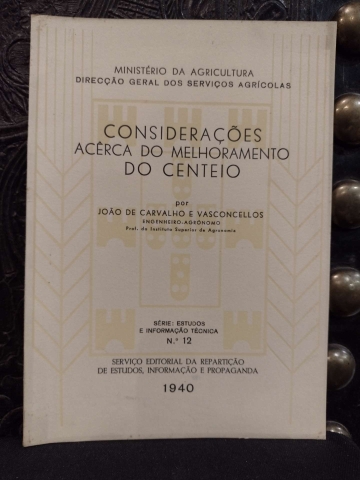 MINISTÉRIO DA AGRICULTURA
DIRECÇÃO GERAL DOS SERVIÇOS AGRÍCOLAS
CONSIDERAÇÕES
ACÊRCA DO MELHORAMENTO
DO CENTEIO
por
JOÃO DE CARVALHO E VASCONCELLOS
ENGENHEIRO-AGRÓNOMO
Prof. do Instituto Superior de Agronomia
SÉRIE: ESTUDOS
E INFORMAÇÃO TÉCNICA
N.º 12
SERVIÇO EDITORIAL DA REPARTIÇÃO
DE ESTUDOS, INFORMAÇÃO E PROPAGANDA
1940